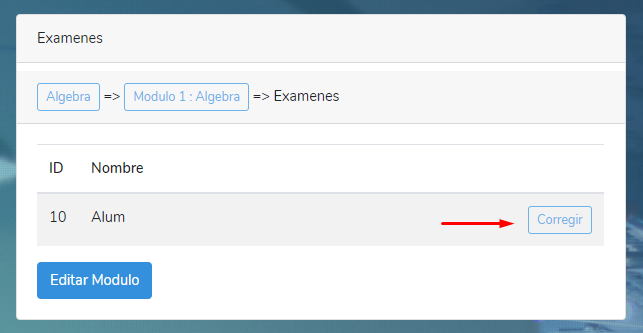 Examenes
Algebra => Modulo 1 : Algebra => Examenes
ID Nombre
10 Alum Corregir
Editar Modulo